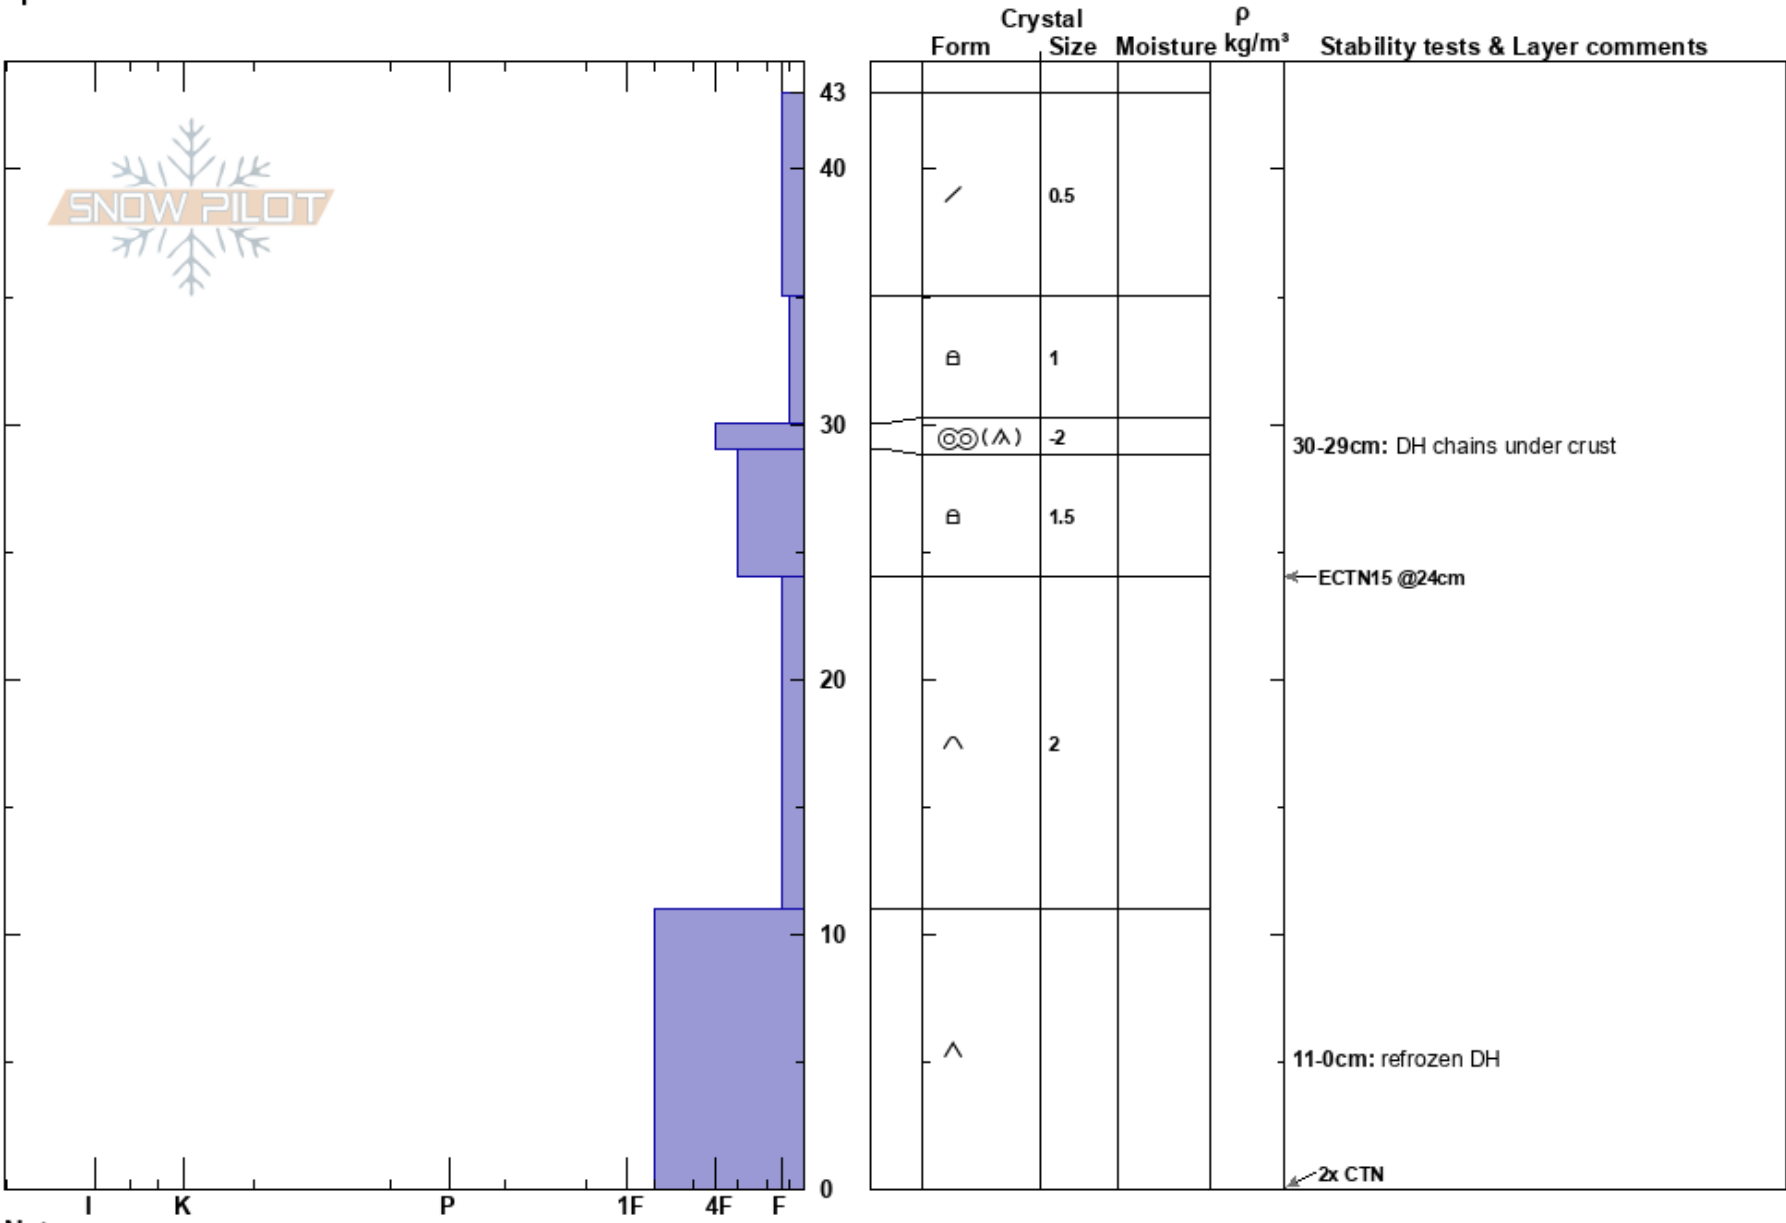 Crystal ρ
Form Size Moisture kg/m³ Stability tests & Layer comments
43
SNOW PILOT
40
0.5
1
30
-2
30-29cm: DH chains under crust
1.5
ECTN15 @24cm
20
2
10
11-0cm: refrozen DH
2x CTN
0
I K P 1F 4F F